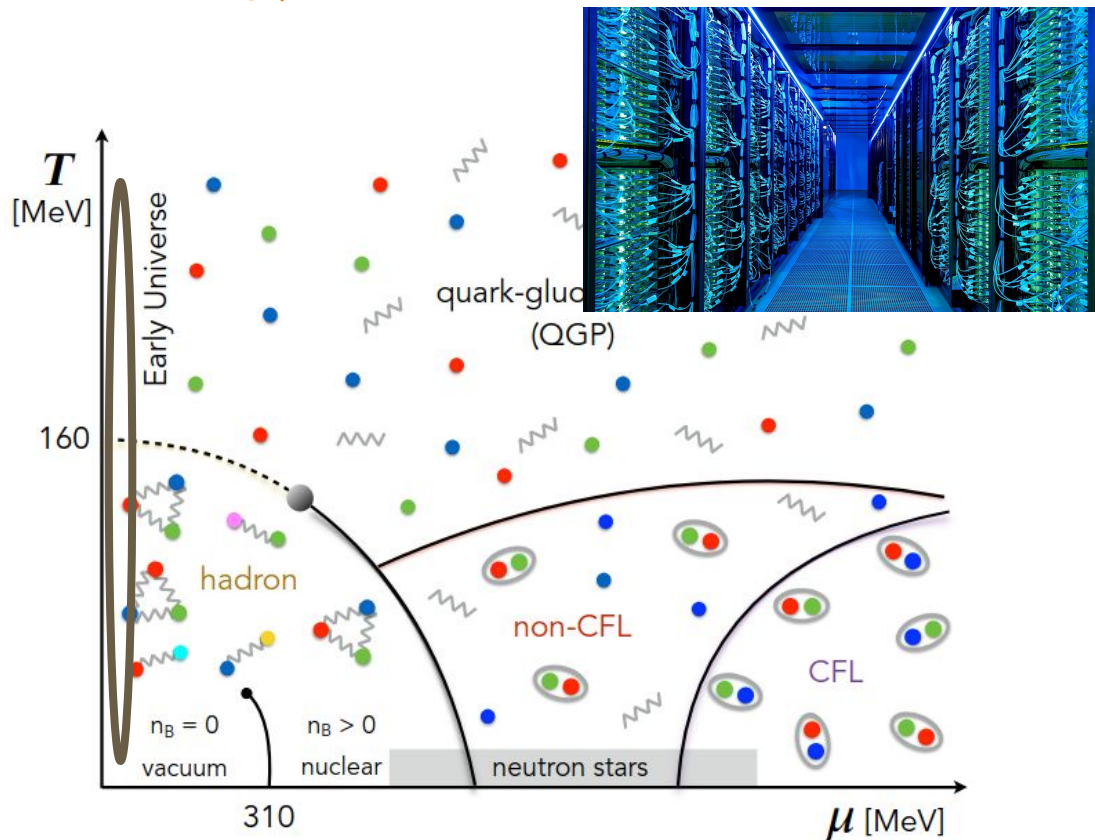 T
[MeV]
Early Universe
quark-gluo
(QGP)
160
hadron
non-CFL
CFL
n_B = 0
n_B > 0
vacuum
nuclear
neutron stars
310
μ [MeV]